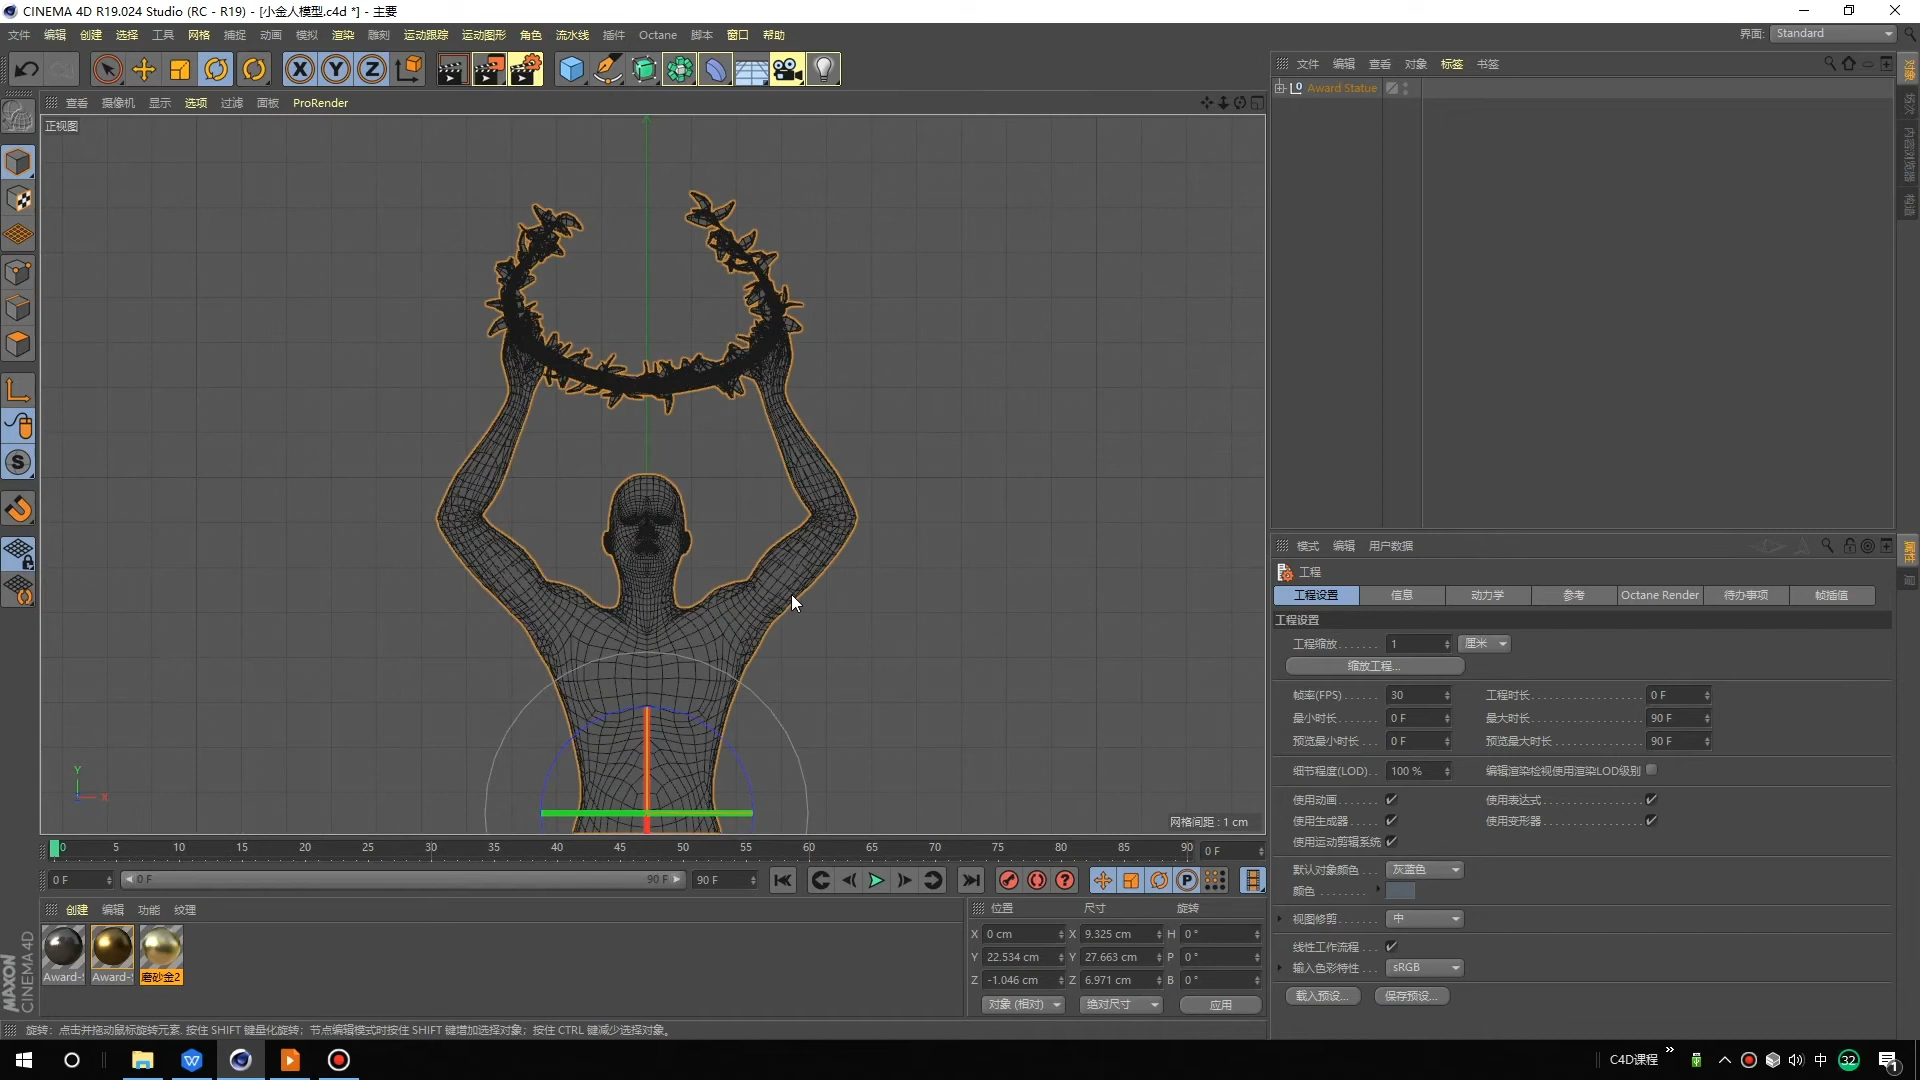 CINEMA 4D R19.024 Studio (RC - R19) - [小金人模型.c4d *] - 主要
文件 编辑 创建 选择 工具 网格 捕捉 动画 模拟 渲染 雕刻 运动跟踪 运动图形 角色 流水线 插件 Octane 脚本 窗口 帮助
界面: Standard
文件 编辑 查看 对象 标签 书签
Award Statue
查看 摄像机 显示 选项 过滤 面板 ProRender
正视图
网格间距 : 1 cm
Y
X
对象
场次
内容浏览器
构造
模式 编辑 用户数据
属性
层
工程
工程设置 信息 动力学 参考 Octane Render 待办事项 帧插值
工程设置
工程缩放 . . . . . . . 1 厘米
缩放工程...
帧率(FPS) . . . . . . 30 工程时长 . . . . . . . . . . . . . . . . 0 F
最小时长 . . . . . . . 0 F 最大时长 . . . . . . . . . . . . . . . . 90 F
预览最小时长 . . . 0 F 预览最大时长 . . . . . . . . . . . . . 90 F
细节程度(LOD) . . 100 % 编辑渲染检视使用渲染LOD级别
使用动画 . . . . . . . 使用表达式 . . . . . . . . . . . . . . .
使用生成器 . . . . . 使用变形器 . . . . . . . . . . . . . . .
使用运动剪辑系统
默认对象颜色 . . . 灰蓝色
颜色 . . . . . . . .
视图修剪 . . . . . . . 中
线性工作流程 . . .
输入色彩特性 . . . sRGB
载入预设... 保存预设...
0 5 10 15 20 25 30 35 40 45 50 55 60 65 70 75 80 85 90 0 F
0 F 0 F 90 F 90 F
P
创建 编辑 功能 纹理
Award-S Award-S 磨砂金2
位置 尺寸 旋转
X 0 cm X 9.325 cm H 0 °
Y 22.534 cm Y 27.663 cm P 0 °
Z -1.046 cm Z 6.971 cm B 0 °
对象 (相对) 绝对尺寸 应用
MAXON
CINEMA 4D
旋转: 点击并拖动鼠标旋转元素. 按住 SHIFT 键量化旋转; 节点编辑模式时按住 SHIFT 键增加选择对象; 按住 CTRL 键减少选择对象。
C4D课程 » 中 32 1